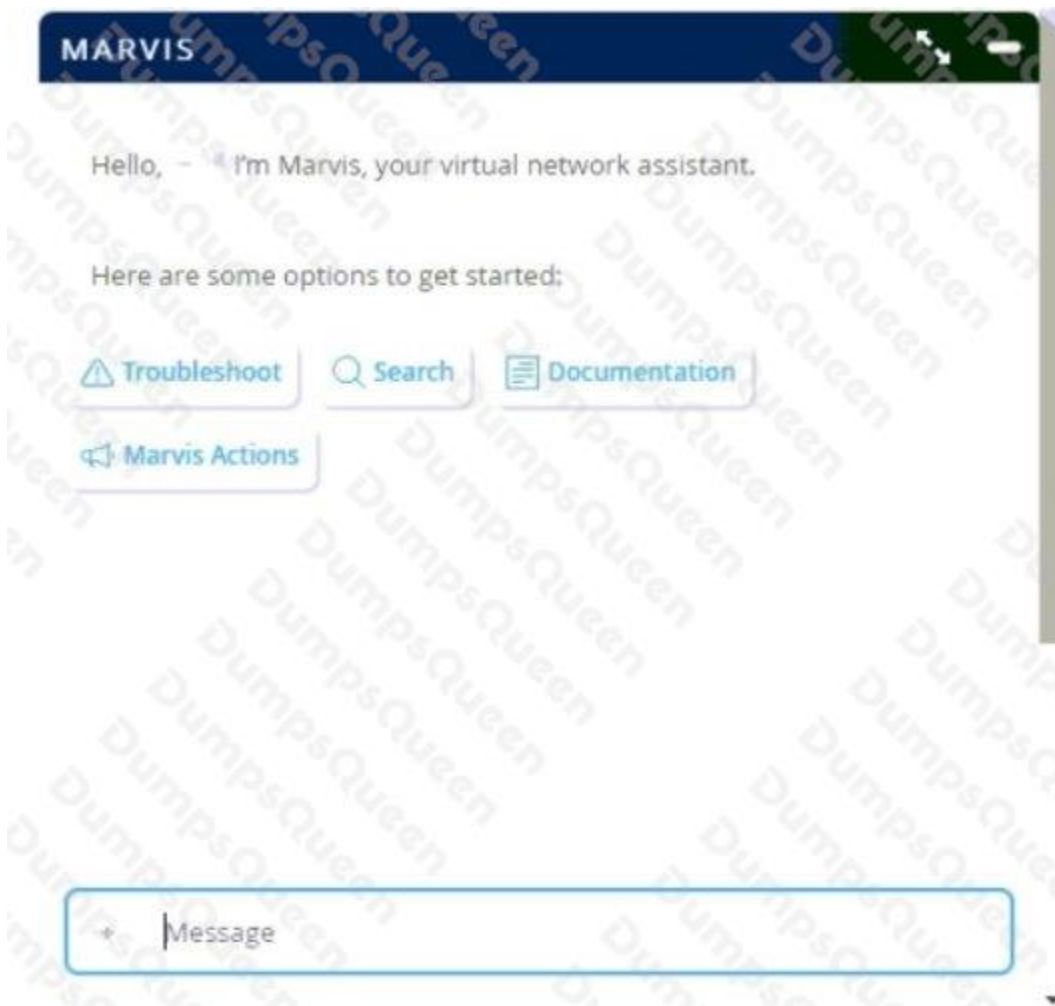 MARVIS
Hello, I'm Marvis, your virtual network assistant.
Here are some options to get started:
Troubleshoot Search Documentation
Marvis Actions
Message
DumpsQueen